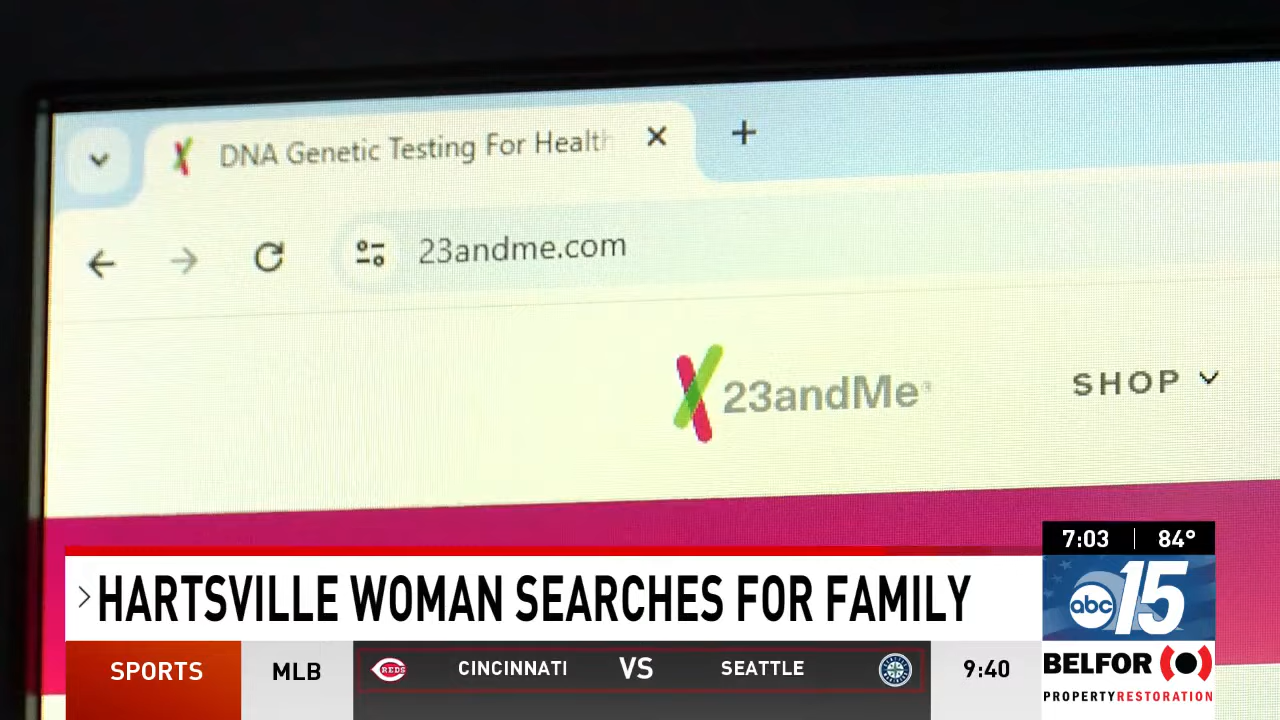 DNA Genetic Testing For Healt
23andme.com
23andMe
SHOP
7:03 84°
HARTSVILLE WOMAN SEARCHES FOR FAMILY
abc 15
SPORTS MLB REDS CINCINNATI VS SEATTLE 9:40
BELFOR
PROPERTYRESTORATION